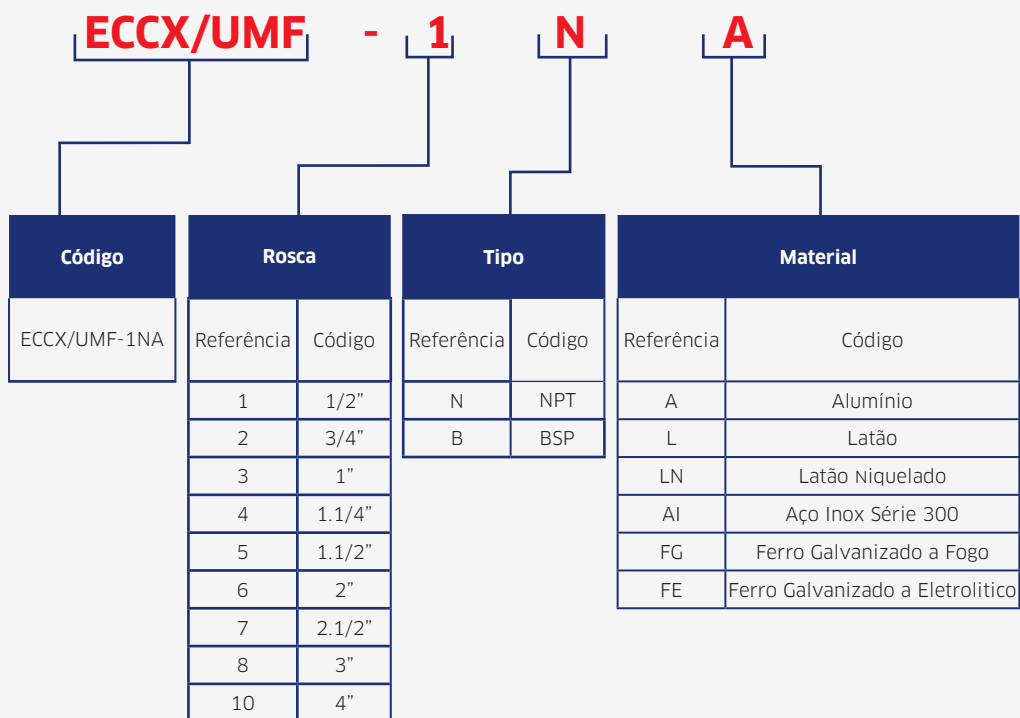 ECCX/UMF - 1 N A
Código Rosca Tipo Material
ECCX/UMF-1NA Referência Código Referência Código Referência Código
1 1/2” N NPT A Alumínio
2 3/4” B BSP L Latão
3 1” LN Latão Niquelado
4 1.1/4” AI Aço Inox Série 300
5 1.1/2” FG Ferro Galvanizado a Fogo
6 2” FE Ferro Galvanizado a Eletrolitico
7 2.1/2”
8 3”
10 4”